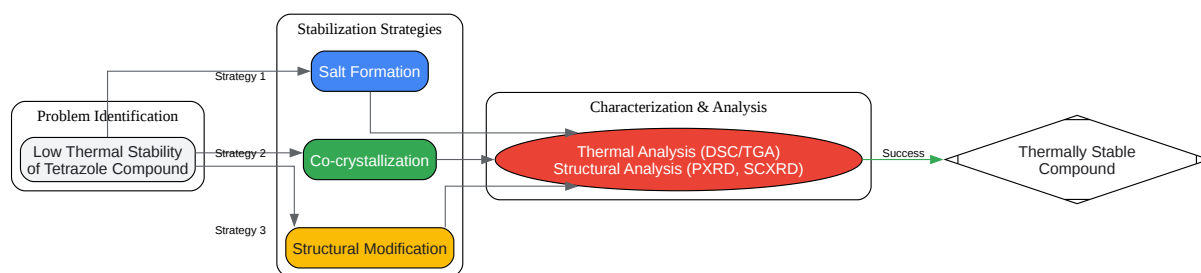 Stabilization Strategies
Salt Formation
Strategy 1
Problem Identification
Low Thermal Stability
of Tetrazole Compound
Strategy 2
Co-crystallization
Strategy 3
Structural Modification
Characterization & Analysis
Thermal Analysis (DSC/TGA)
Structural Analysis (PXRD, SCXRD)
Success
Thermally Stable
Compound